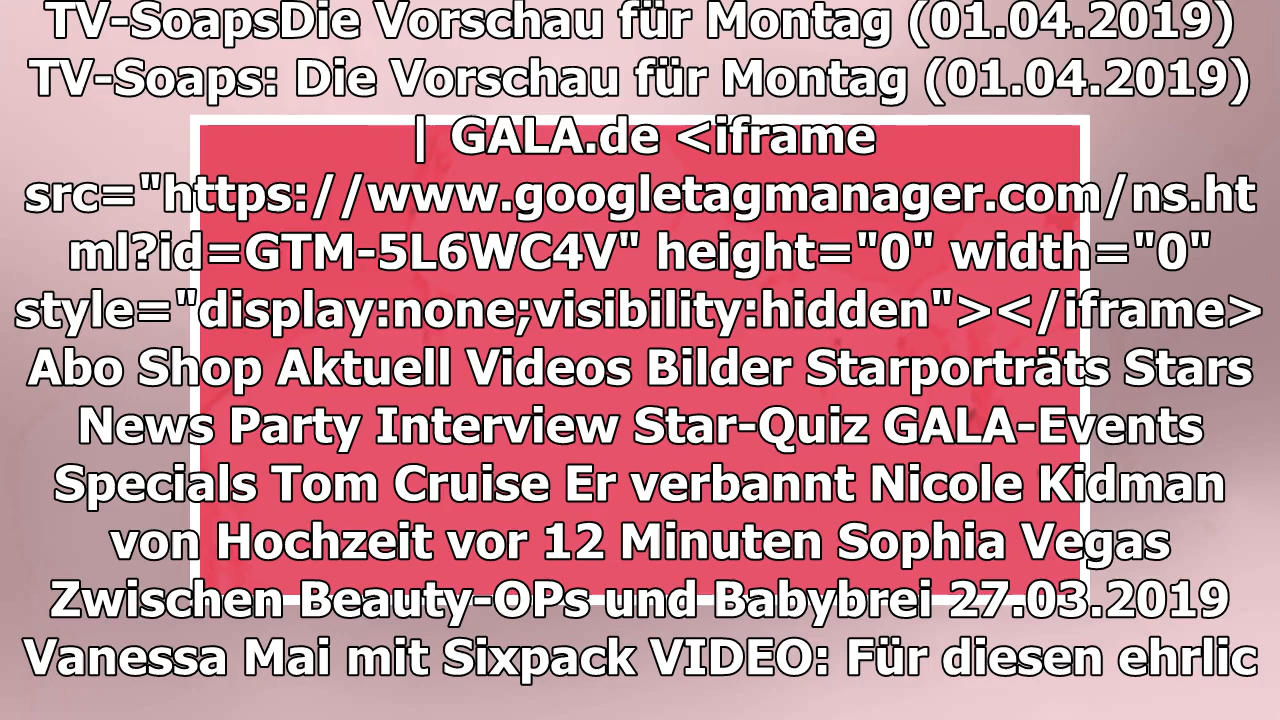 TV-SoapsDie Vorschau für Montag (01.04.2019)
TV-Soaps: Die Vorschau für Montag (01.04.2019)
| GALA.de <iframe
src="https://www.googletagmanager.com/ns.ht
ml?id=GTM-5L6WC4V" height="0" width="0"
style="display:none;visibility:hidden"></iframe>
Abo Shop Aktuell Videos Bilder Starporträts Stars
News Party Interview Star-Quiz GALA-Events
Specials Tom Cruise Er verbannt Nicole Kidman
von Hochzeit vor 12 Minuten Sophia Vegas
Zwischen Beauty-OPs und Babybrei 27.03.2019
Vanessa Mai mit Sixpack VIDEO: Für diesen ehrlic